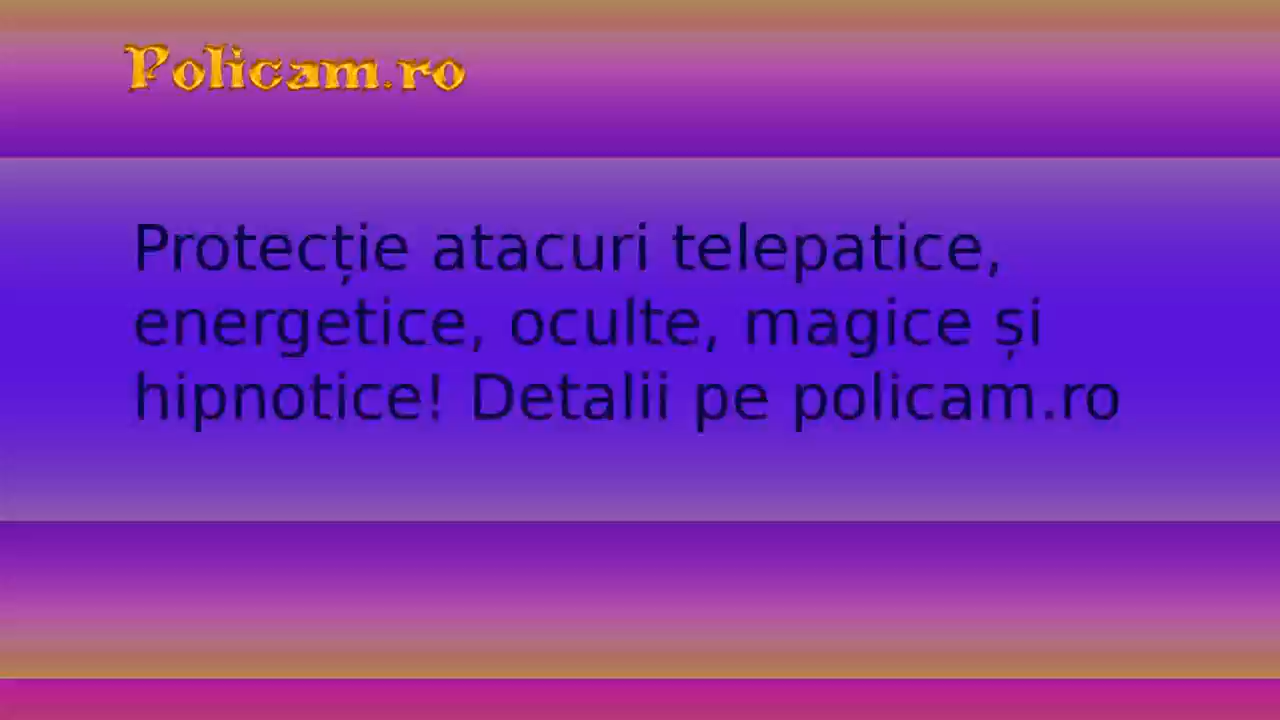 Policam.ro
Protecție atacuri telepatice,
energetice, oculte, magice și
hipnotice! Detalii pe policam.ro